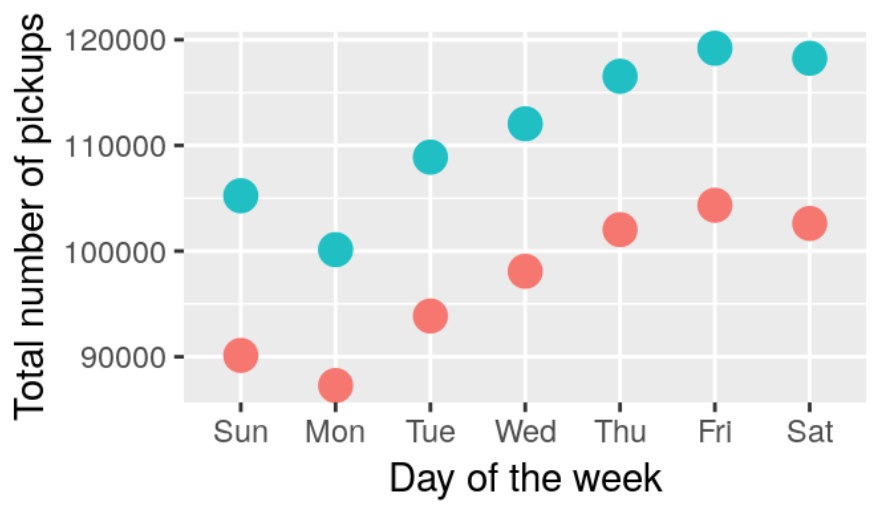 Total number of pickups
120000
110000
100000
90000
Sun Mon Tue Wed Thu Fri Sat
Day of the week